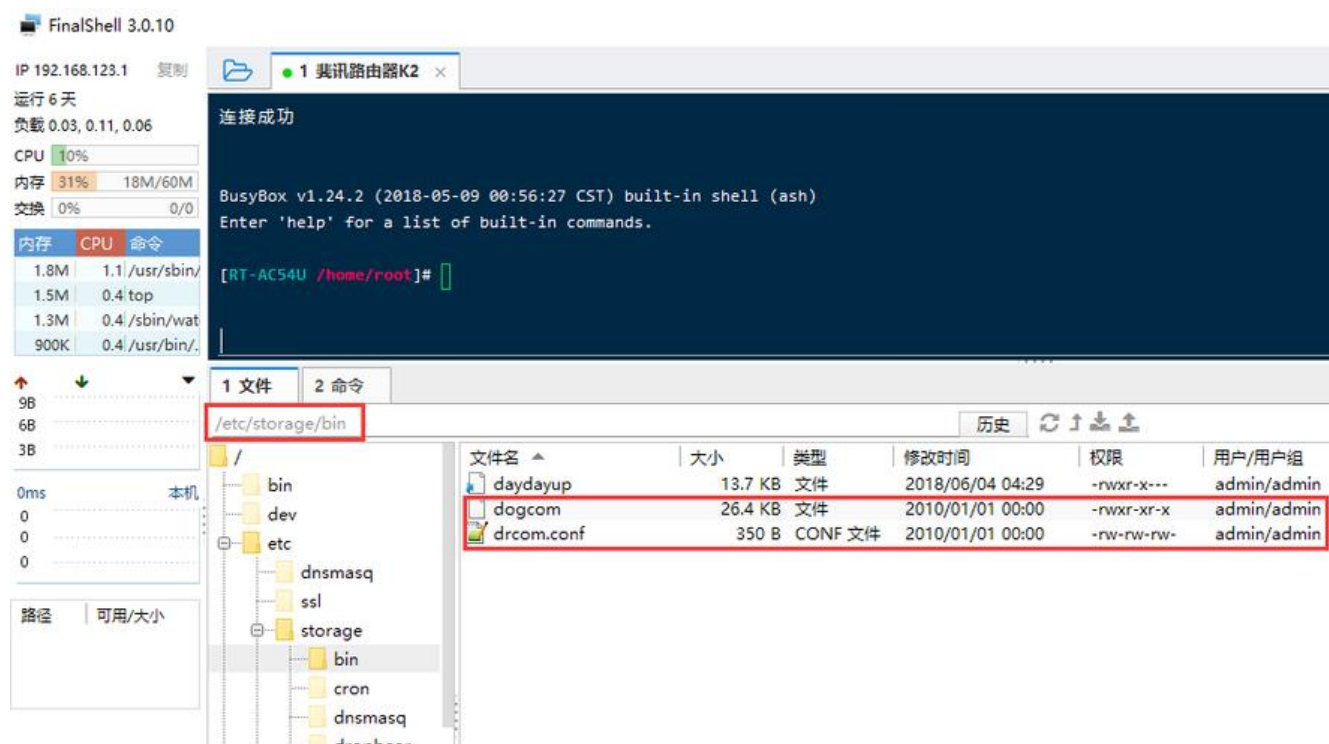 FinalShell 3.0.10
IP 192.168.123.1 复制
运行 6 天
负载 0.03, 0.11, 0.06
CPU 10%
内存 31% 18M/60M
交换 0% 0/0
内存 CPU 命令
1.8M 1.1 /usr/sbin/
1.5M 0.4 top
1.3M 0.4 /sbin/wat
900K 0.4 /usr/bin/.
9B
6B
3B
0ms 本机
0
0
0
路径 可用/大小
1 斐讯路由器K2
连接成功
BusyBox v1.24.2 (2018-05-09 00:56:27 CST) built-in shell (ash)
Enter 'help' for a list of built-in commands.
[RT-AC54U /home/root]#
1 文件 2 命令
/etc/storage/bin 历史
/
bin
dev
etc
dnsmasq
ssl
storage
bin
cron
dnsmasq
文件名 大小 类型 修改时间 权限 用户/用户组
daydayup 13.7 KB 文件 2018/06/04 04:29 -rwxr-x--- admin/admin
dogcom 26.4 KB 文件 2010/01/01 00:00 -rwxr-xr-x admin/admin
drcom.conf 350 B CONF 文件 2010/01/01 00:00 -rw-rw-rw- admin/admin